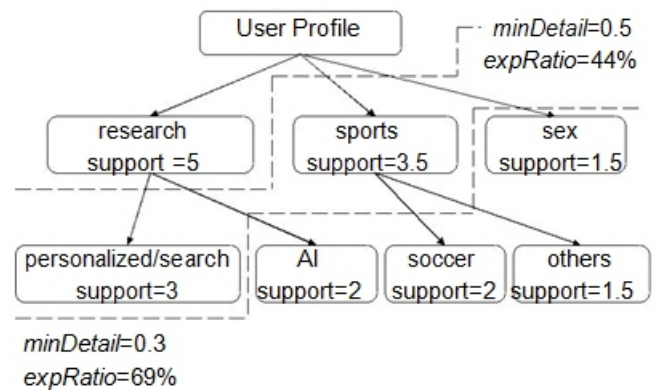 User Profile
minDetail=0.5
expRatio=44%
research
support =5
sports
support=3.5
sex
support=1.5
personalized/search
support=3
AI
support=2
soccer
support=2
others
support=1.5
minDetail=0.3
expRatio=69%